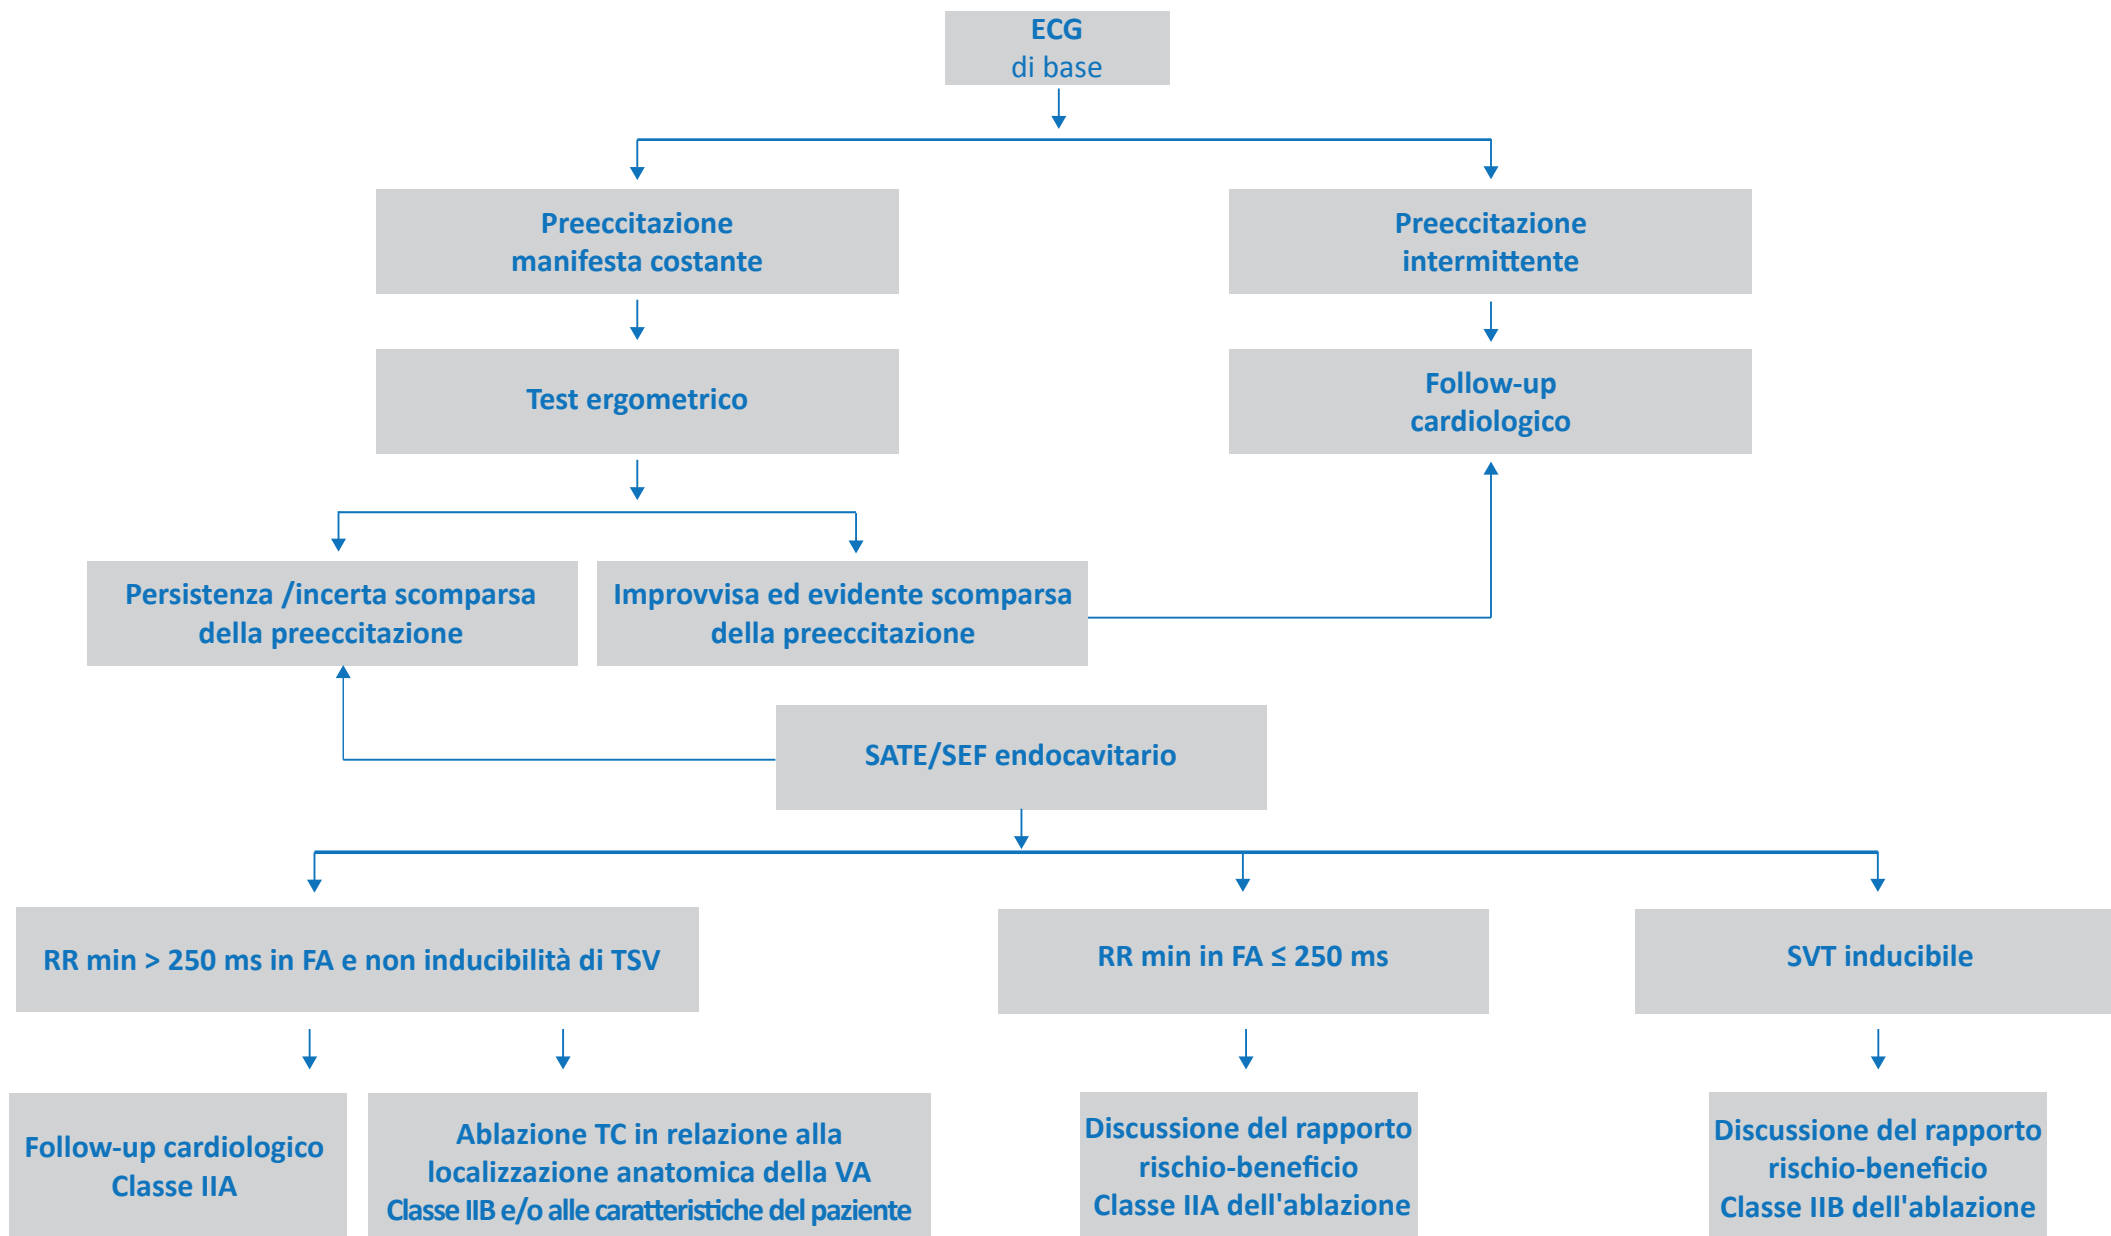 ECG
di base
Preeccitazione
manifesta costante
Preeccitazione
intermittente
Test ergometrico
Follow-up
cardiologico
Persistenza /incerta scomparsa
della preeccitazione
Improvvisa ed evidente scomparsa
della preeccitazione
SATE/SEF endocavitario
RR min > 250 ms in FA e non inducibilità di TSV
RR min in FA ≤ 250 ms
SVT inducibile
Follow-up cardiologico
Classe IIA
Ablazione TC in relazione alla
localizzazione anatomica della VA
Classe IIB e/o alle caratteristiche del paziente
Discussione del rapporto
rischio-beneficio
Classe IIA dell'ablazione
Discussione del rapporto
rischio-beneficio
Classe IIB dell'ablazione